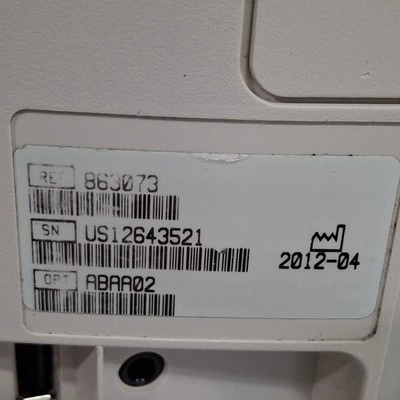 REF 863073
SN US12643521
2012-04
OPT ABAA02